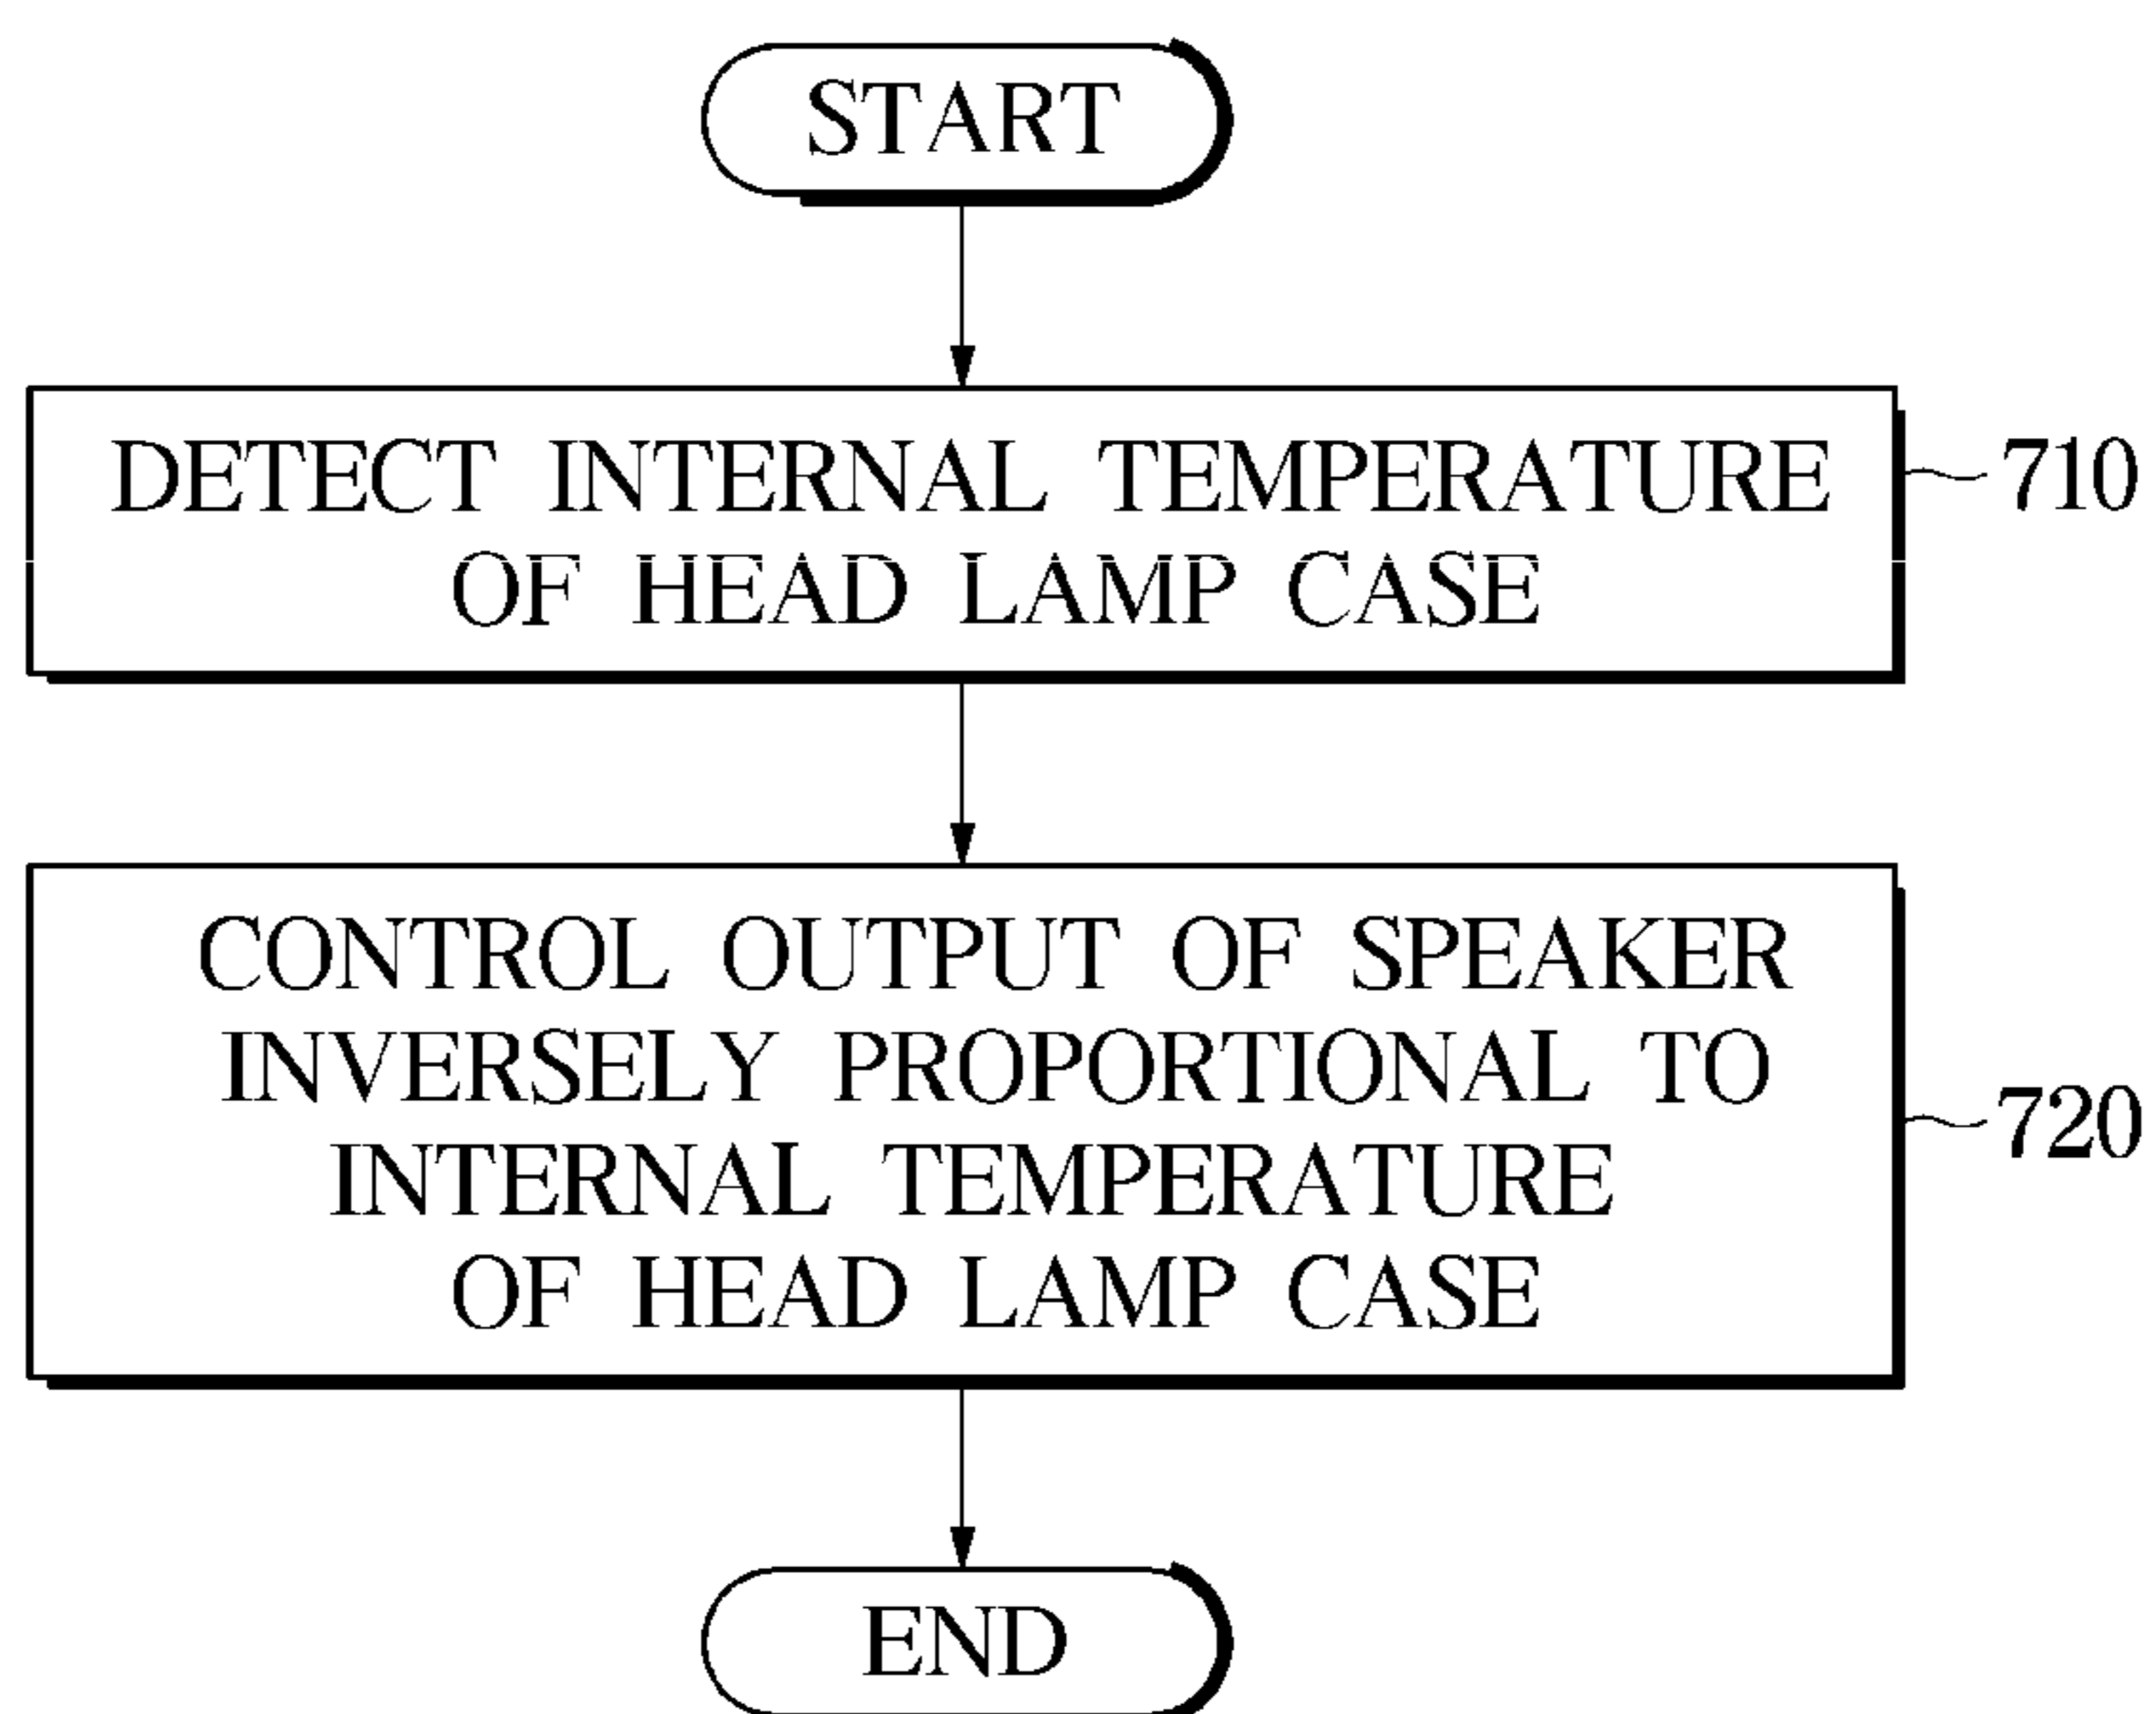 START
DETECT INTERNAL TEMPERATURE
OF HEAD LAMP CASE
710
CONTROL OUTPUT OF SPEAKER
INVERSELY PROPORTIONAL TO
INTERNAL TEMPERATURE
OF HEAD LAMP CASE
720
END